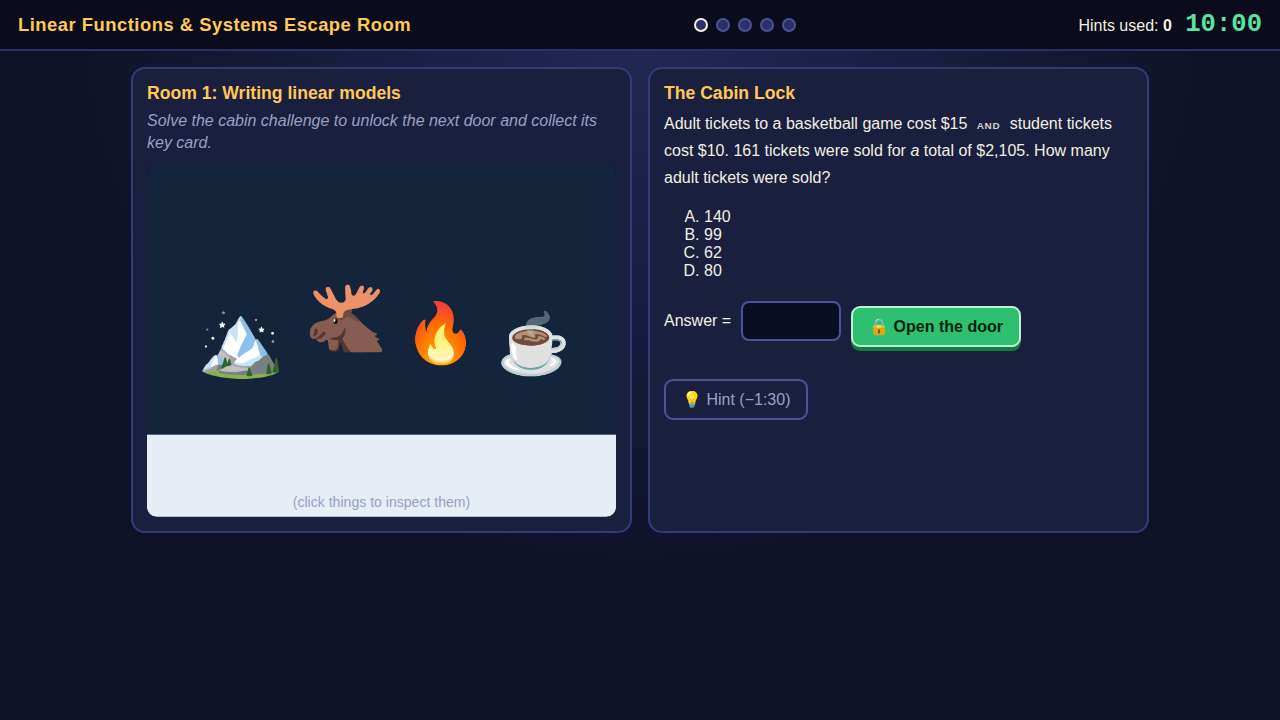 Linear Functions & Systems Escape Room
Hints used: 0 10:00
Room 1: Writing linear models
Solve the cabin challenge to unlock the next door and collect its
key card.
(click things to inspect them)
The Cabin Lock
Adult tickets to a basketball game cost $15 AND student tickets
cost $10. 161 tickets were sold for a total of $2,105. How many
adult tickets were sold?
A. 140
B. 99
C. 62
D. 80
Answer =
🔒 Open the door
💡 Hint (−1:30)